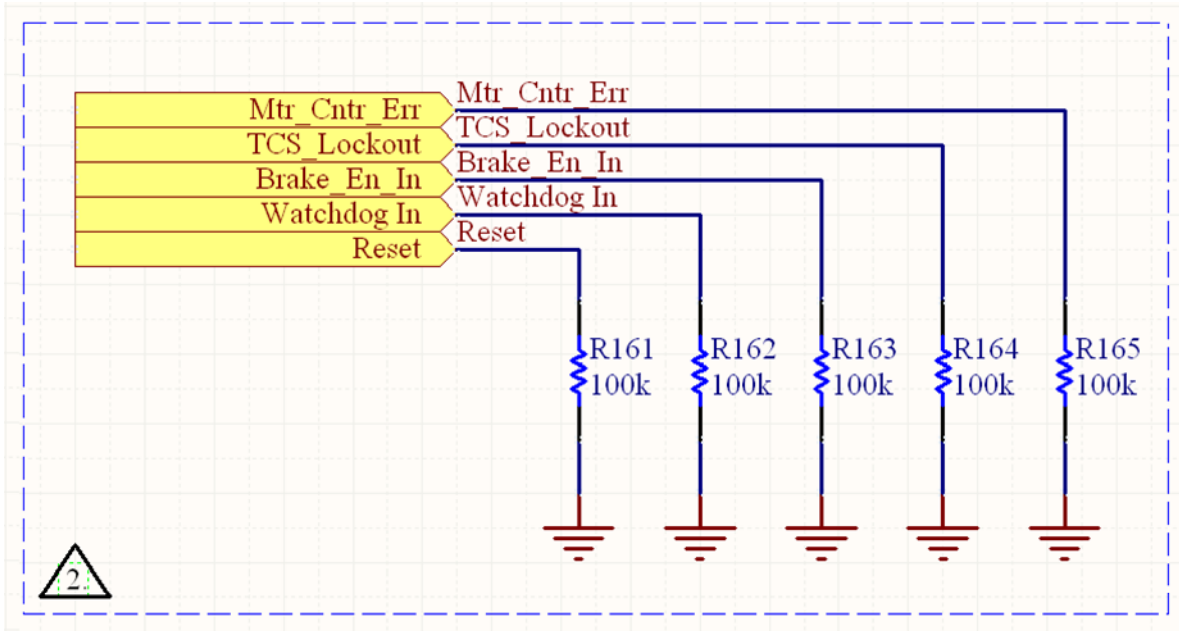 Mtr_Cntr_Err Mtr_Cntr_Err
TCS_Lockout TCS_Lockout
Brake_En_In Brake_En_In
Watchdog In Watchdog In
Reset Reset
R161 R162 R163 R164 R165
100k 100k 100k 100k 100k
2.